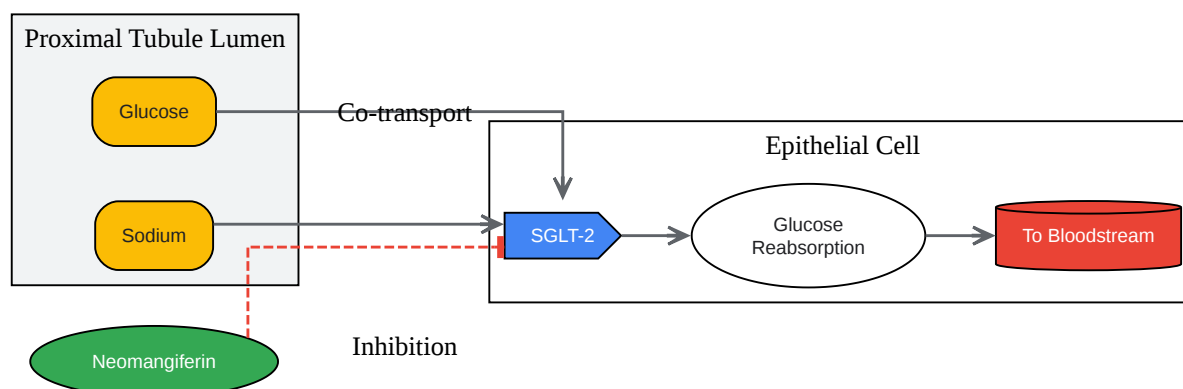 Proximal Tubule Lumen
Glucose
Co-transport
Epithelial Cell
Sodium
SGLT-2
Glucose
Reabsorption
To Bloodstream
Inhibition
Neomangiferin